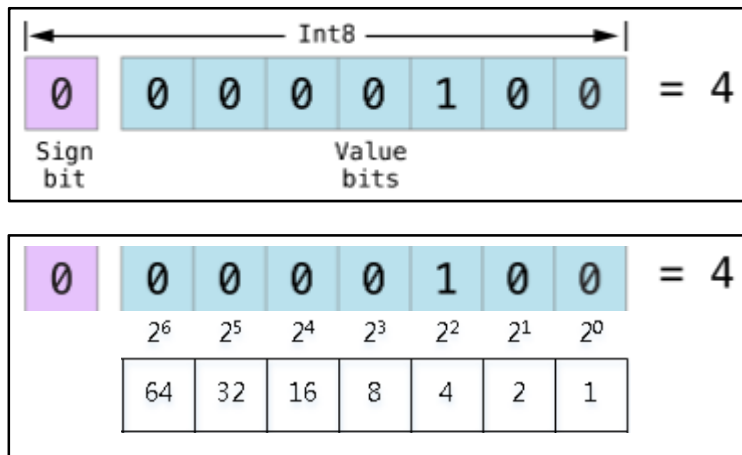 Int8
0 0 0 0 0 1 0 0 = 4
Sign bit
Value bits
0 0 0 0 0 1 0 0 = 4
2⁶ 2⁵ 2⁴ 2³ 2² 2¹ 2⁰
64 32 16 8 4 2 1